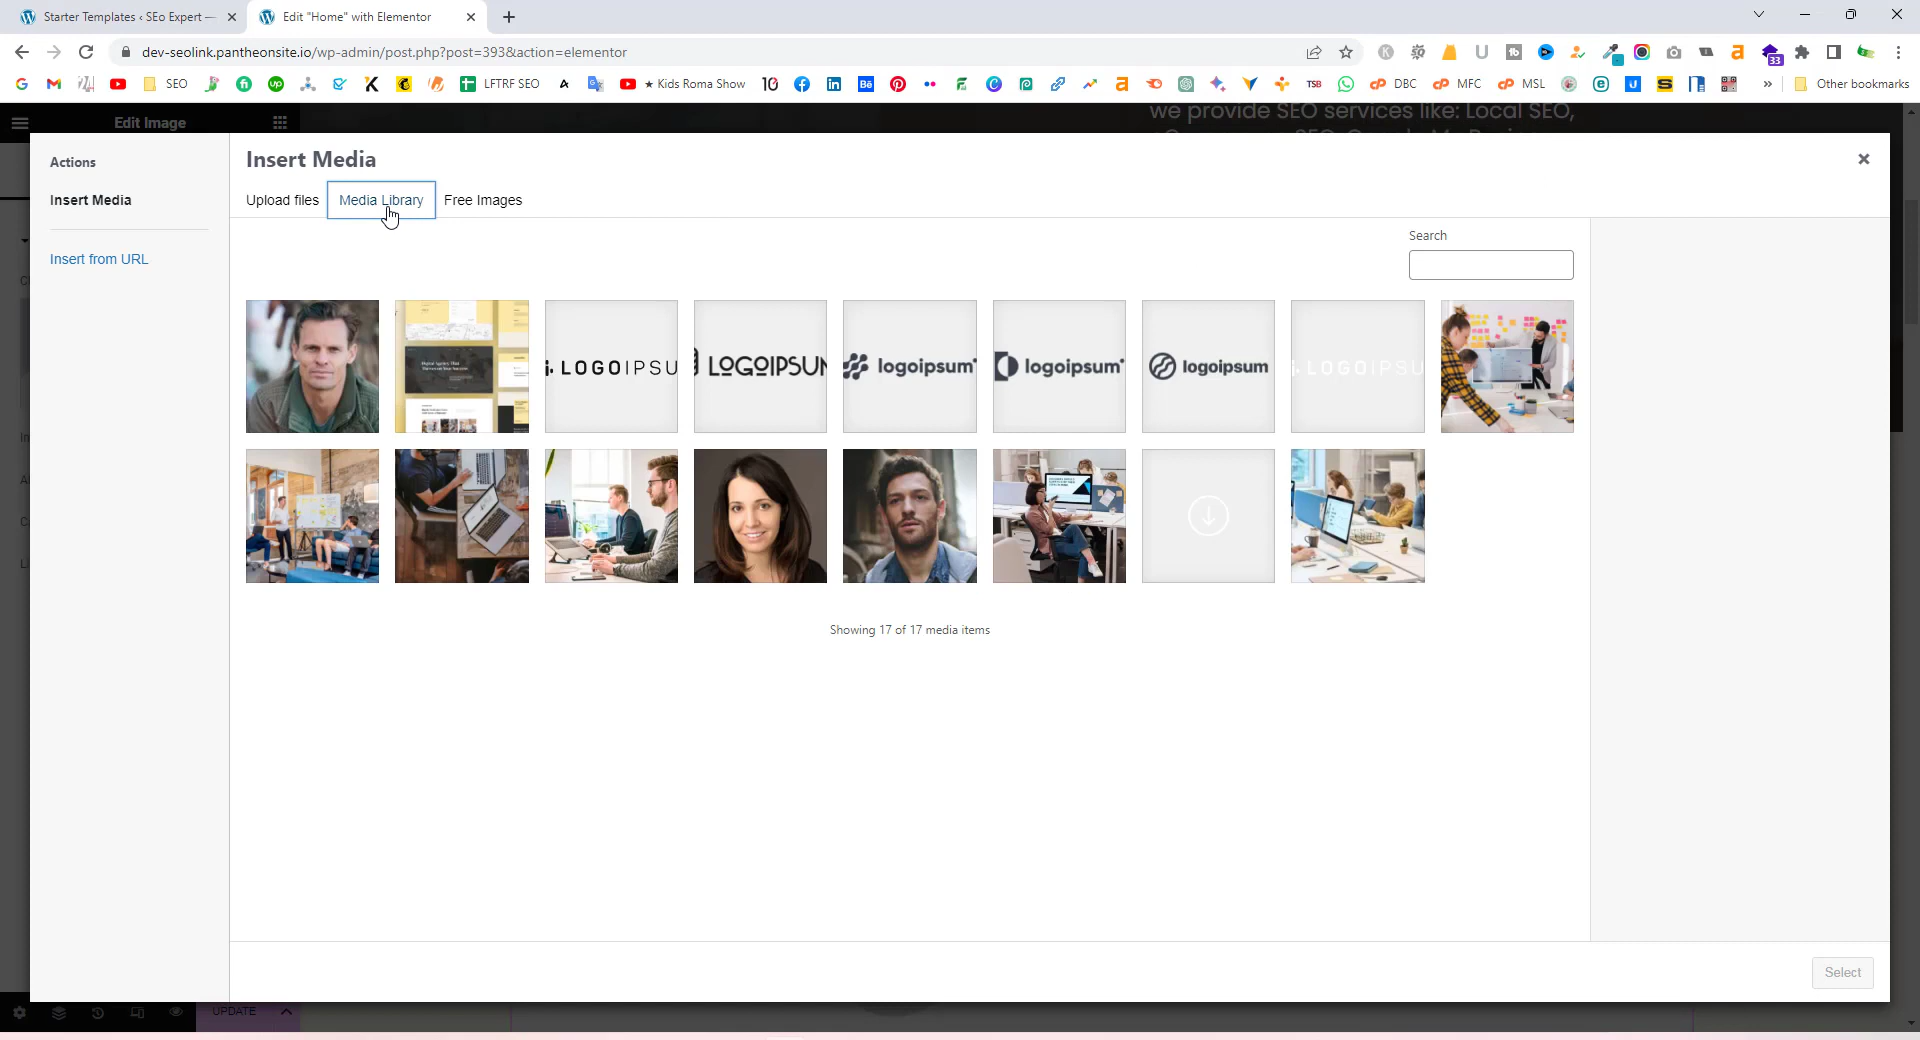 Starter Templates ‹ SEo Expert —
Edit "Home" with Elementor
dev-seolink.pantheonsite.io/wp-admin/post.php?post=393&action=elementor
33
SEO
LFTRF SEO
★ Kids Roma Show
DBC
MFC
MSL
»
Other bookmarks
Edit Image
we provide SEO services like: Local SEO,
Actions
Insert Media
Insert from URL
Insert Media
Upload files
Media Library
Free Images
Search
LOGOIPSU
LOGOIPSUM
logoipsum
logoipsum
logoipsum
LOGOIPSU
Showing 17 of 17 media items
Select
UPDATE